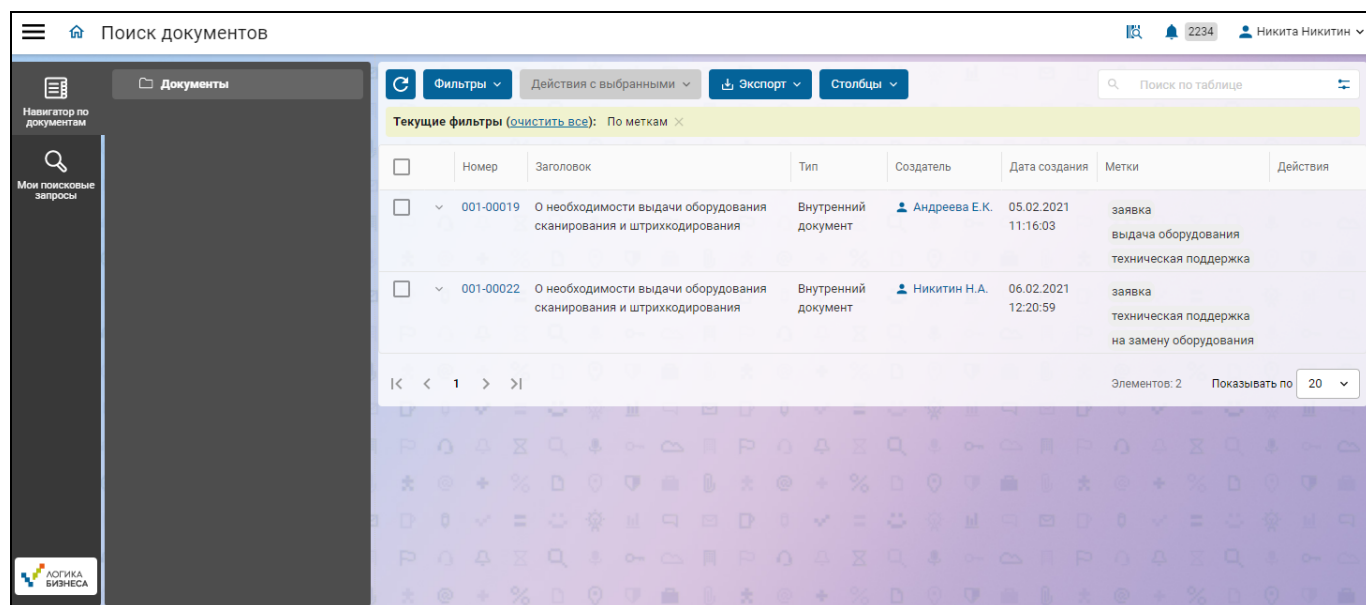 Поиск документов
2234
Никита Никитин
Навигатор по
документам
Мои поисковые
запросы
Документы
Фильтры
Действия с выбранными
Экспорт
Столбцы
Поиск по таблице
Текущие фильтры (очистить все): По меткам
Номер Заголовок Тип Создатель Дата создания Метки Действия
001-00019 О необходимости выдачи оборудования Внутренний Андреева Е.К. 05.02.2021 заявка
сканирования и штрихкодирования документ 11:16:03 выдача оборудования
техническая поддержка
001-00022 О необходимости выдачи оборудования Внутренний Никитин Н.А. 06.02.2021 заявка
сканирования и штрихкодирования документ 12:20:59 техническая поддержка
на замену оборудования
1
Элементов: 2 Показывать по 20
ЛОГИКА
БИЗНЕСА